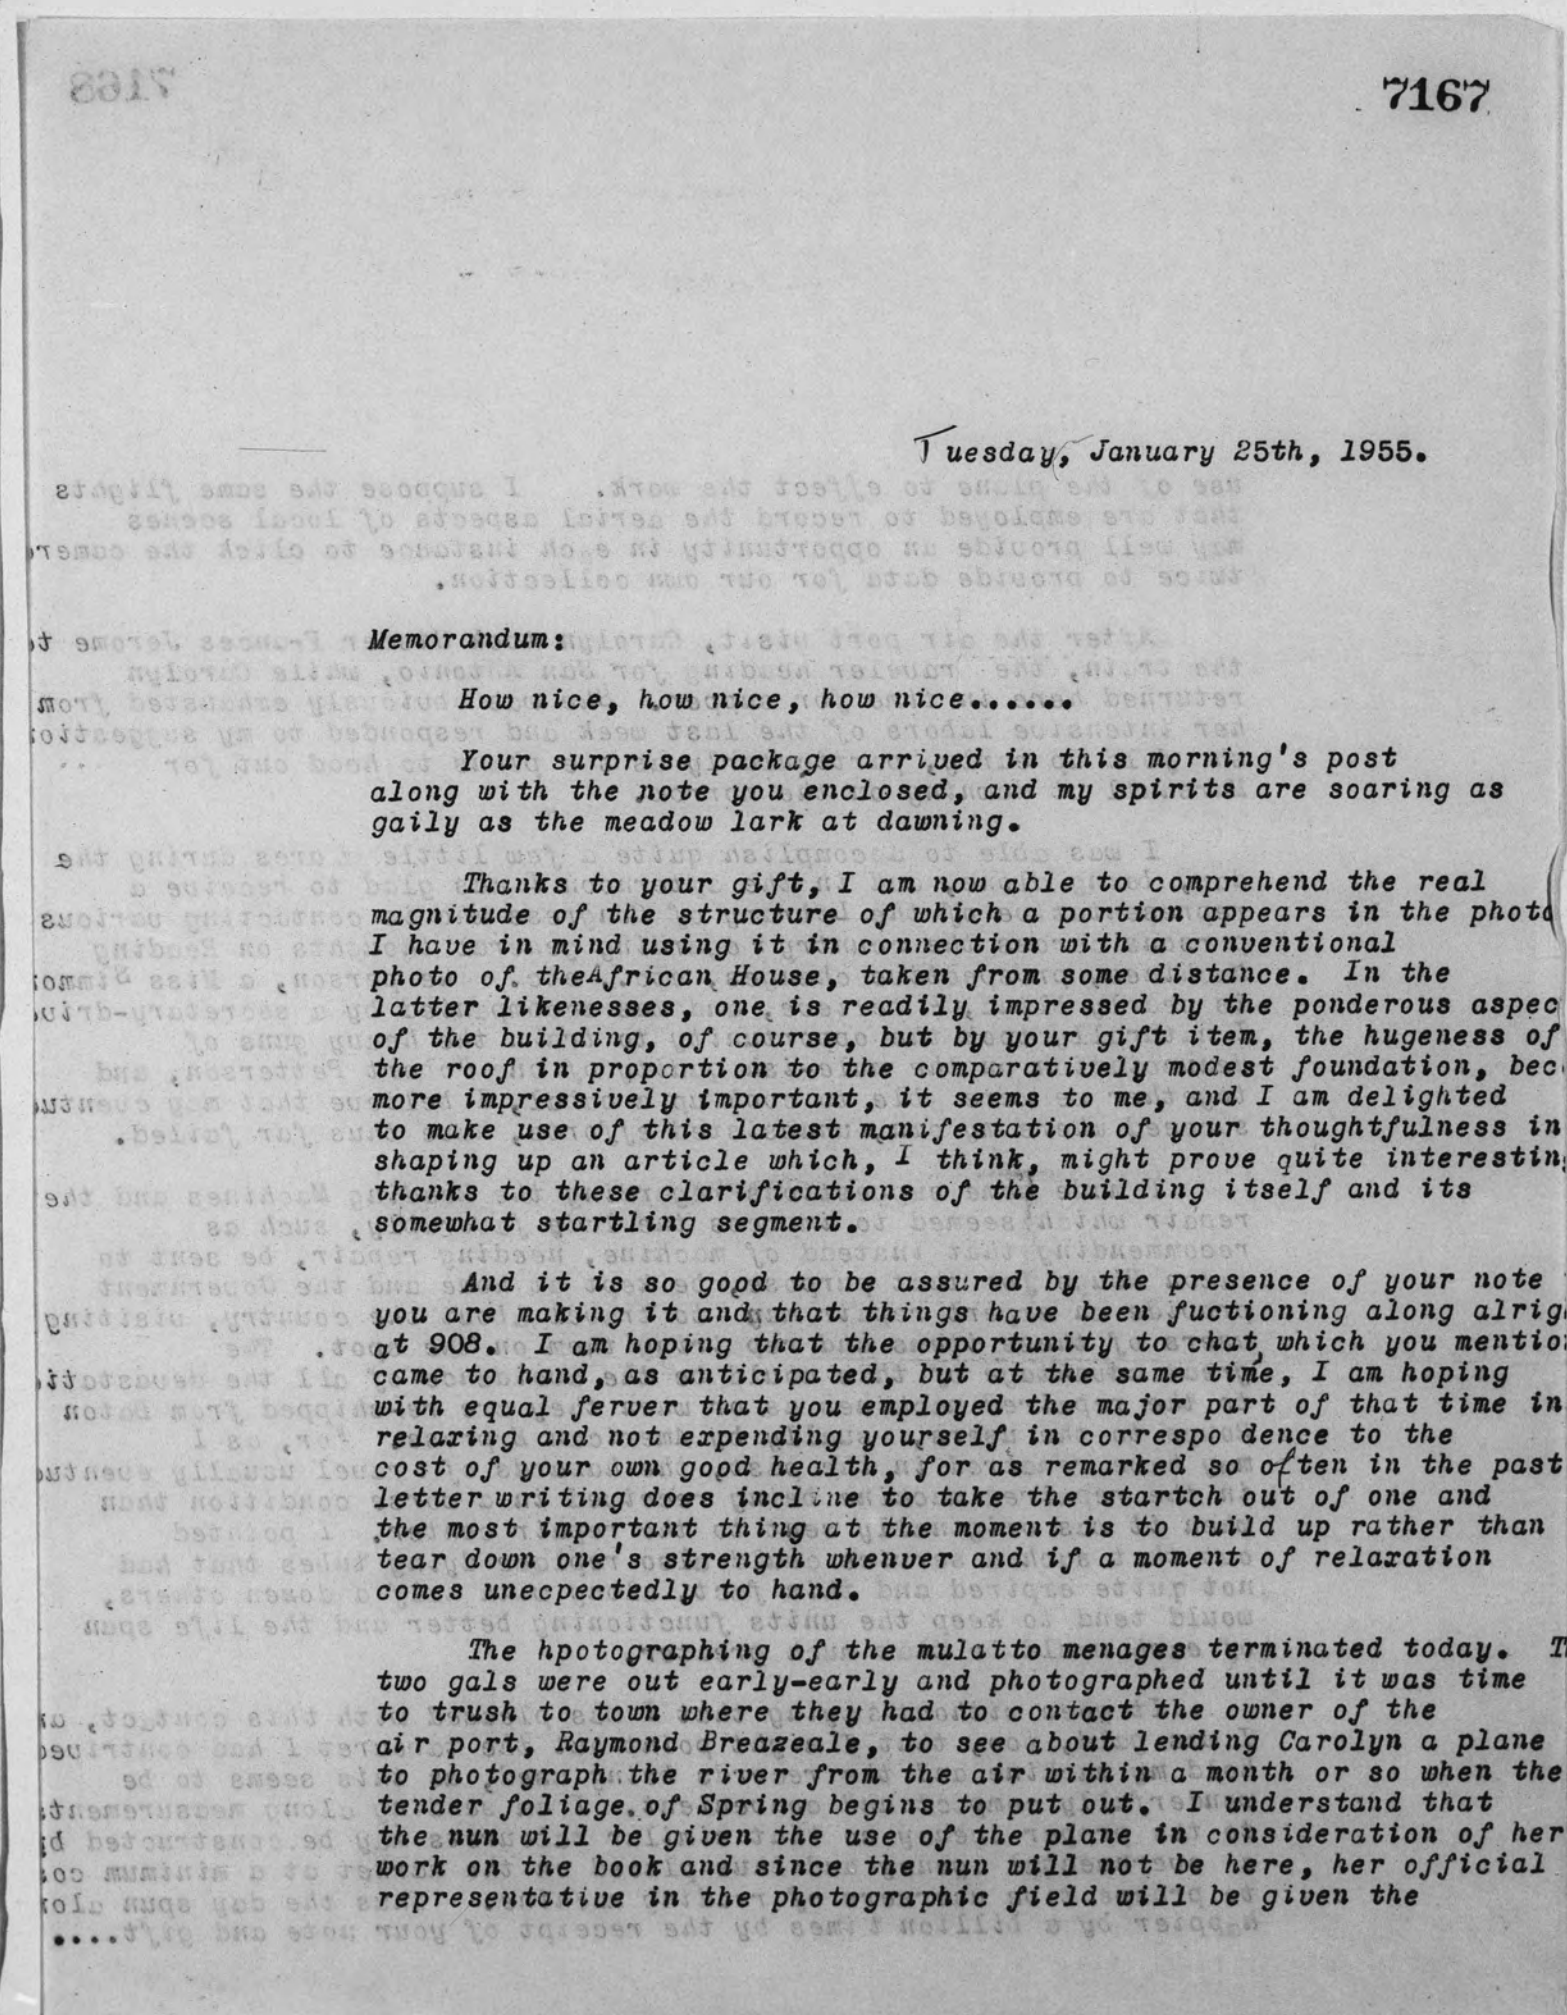 7167
Tuesday, January 25th, 1955.
Memorandum:
How nice, how nice, how nice......
Your surprise package arrived in this morning's post
along with the note you enclosed, and my spirits are soaring as
gaily as the meadow lark at dawning.
Thanks to your gift, I am now able to comprehend the real
magnitude of the structure of which a portion appears in the photo
I have in mind using it in connection with a conventional
photo of theAfrican House, taken from some distance. In the
latter likenesses, one is readily impressed by the ponderous aspec
of the building, of course, but by your gift item, the hugeness of
the roof in proportion to the comparatively modest foundation, bec
more impressively important, it seems to me, and I am delighted
to make use of this latest manifestation of your thoughtfulness in
shaping up an article which, I think, might prove quite interestin
thanks to these clarifications of the building itself and its
somewhat startling segment.
And it is so good to be assured by the presence of your note
you are making it and that things have been fuctioning along alrig
at 908. I am hoping that the opportunity to chat, which you mentio
came to hand, as anticipated, but at the same time, I am hoping
with equal ferver that you employed the major part of that time in
relaxing and not expending yourself in correspo dence to the
cost of your own good health, for as remarked so often in the past
letter writing does incline to take the startch out of one and
the most important thing at the moment is to build up rather than
tear down one's strength whenver and if a moment of relaxation
comes unecpectedly to hand.
The hpotographing of the mulatto menages terminated today. T
two gals were out early-early and photographed until it was time
to trush to town where they had to contact the owner of the
air port, Raymond Breazeale, to see about lending Carolyn a plane
to photograph the river from the air within a month or so when the
tender foliage of Spring begins to put out. I understand that
the nun will be given the use of the plane in consideration of her
work on the book and since the nun will not be here, her official
representative in the photographic field will be given the